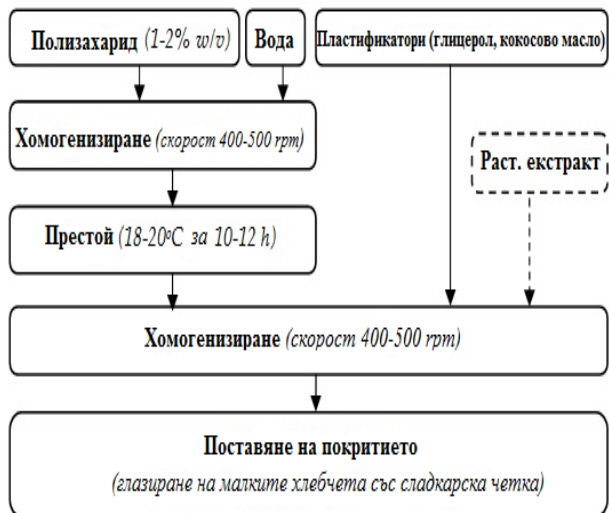 Полизахарид (1-2% w/v)
Вода
Пластификатори (глицерол, кокосово масло)
Хомогенизиране (скорост 400-500 rpm)
Раст. екстракт
Престой (18-20°C за 10-12 h)
Хомогенизиране (скорост 400-500 rpm)
Поставяне на покритието
(глазиране на малките хлебчета със сладкарска четка)